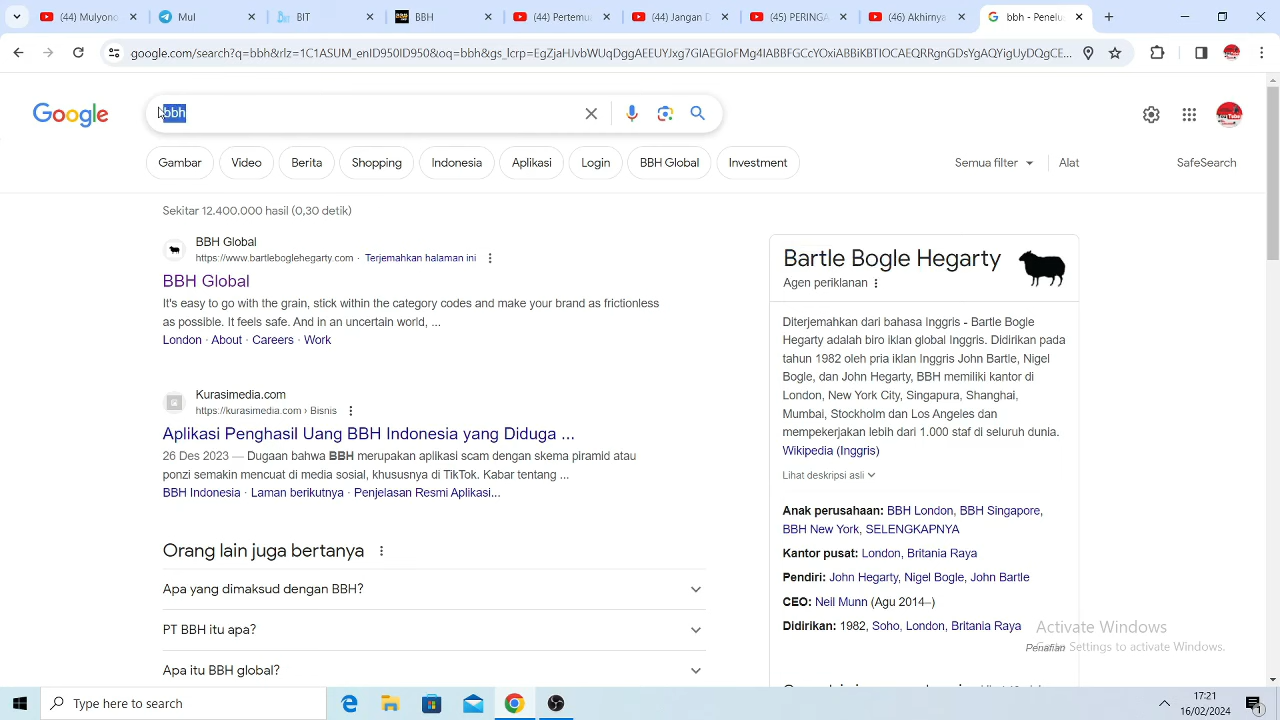 (44) Mulyono
Mul
BIT
BBH
(44) Pertemu
(44) Jangan D
(45) PERINGA
(46) Akhirnya
bbh - Penelu
google.com/search?q=bbh&rlz=1C1ASUM_enID950ID950&oq=bbh&gs_lcrp=EgZjaHJvbWUqDggAEEUYJxg7GIAEGIoFMg4IABBFGCcYOxiABBiKBTIOCAEQRRgnGDsYgAQYigUyDQgCE...
Google
bbh
Gambar
Video
Berita
Shopping
Indonesia
Aplikasi
Login
BBH Global
Investment
Semua filter
Alat
SafeSearch
Sekitar 12.400.000 hasil (0,30 detik)
BBH Global
https://www.bartleboglehegarty.com · Terjemahkan halaman ini
BBH Global
It's easy to go with the grain, stick within the category codes and make your brand as frictionless
as possible. It feels safe. And in an uncertain world, ...
London · About · Careers · Work
Kurasimedia.com
https://kurasimedia.com › Bisnis
Aplikasi Penghasil Uang BBH Indonesia yang Diduga ...
26 Des 2023 — Dugaan bahwa BBH merupakan aplikasi scam dengan skema piramid atau
ponzi semakin mencuat di media sosial, khususnya di TikTok. Kabar tentang ...
BBH Indonesia · Laman berikutnya · Penjelasan Resmi Aplikasi...
Orang lain juga bertanya
Apa yang dimaksud dengan BBH?
PT BBH itu apa?
Apa itu BBH global?
Bartle Bogle Hegarty
Agen periklanan
Diterjemahkan dari bahasa Inggris - Bartle Bogle
Hegarty adalah biro iklan global Inggris. Didirikan pada
tahun 1982 oleh pria iklan Inggris John Bartle, Nigel
Bogle, dan John Hegarty, BBH memiliki kantor di
London, New York City, Singapura, Shanghai,
Mumbai, Stockholm dan Los Angeles dan
mempekerjakan lebih dari 1.000 staf di seluruh dunia.
Wikipedia (Inggris)
Lihat deskripsi asli
Anak perusahaan: BBH London, BBH Singapore,
BBH New York, SELENGKAPNYA
Kantor pusat: London, Britania Raya
Pendiri: John Hegarty, Nigel Bogle, John Bartle
CEO: Neil Munn (Agu 2014–)
Didirikan: 1982, Soho, London, Britania Raya
Penafian
Activate Windows
Go to Settings to activate Windows.
Type here to search
17:21
16/02/2024
1